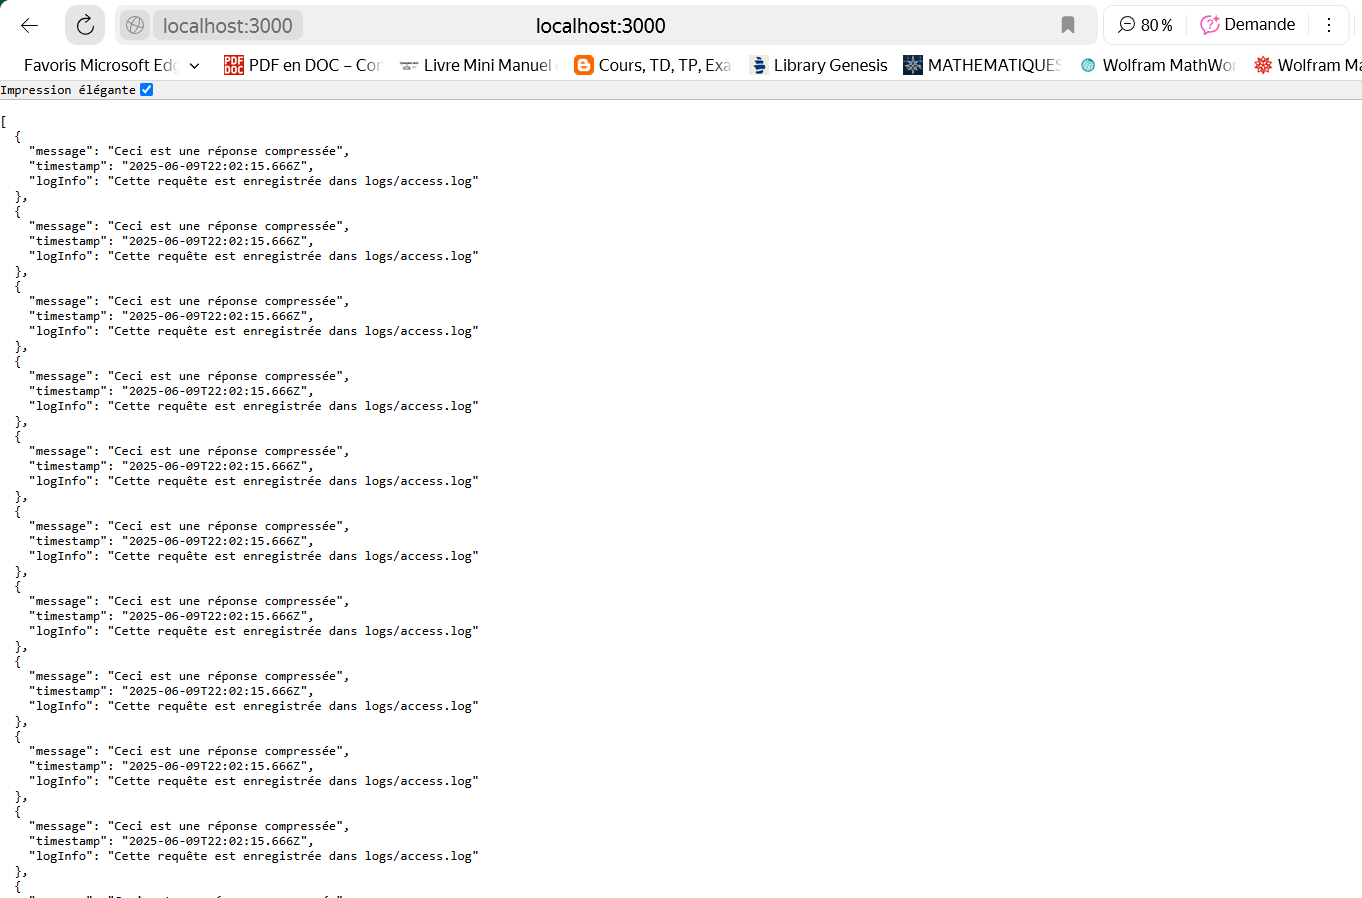 localhost:3000
localhost:3000
80 %
Demande
Favoris Microsoft Edg
PDF en DOC – Con
Livre Mini Manuel
Cours, TD, TP, Exa
Library Genesis
MATHEMATIQUES
Wolfram MathWor
Wolfram Ma
Impression élégante
[
  {
    "message": "Ceci est une réponse compressée",
    "timestamp": "2025-06-09T22:02:15.666Z",
    "logInfo": "Cette requête est enregistrée dans logs/access.log"
  },
  {
    "message": "Ceci est une réponse compressée",
    "timestamp": "2025-06-09T22:02:15.666Z",
    "logInfo": "Cette requête est enregistrée dans logs/access.log"
  },
  {
    "message": "Ceci est une réponse compressée",
    "timestamp": "2025-06-09T22:02:15.666Z",
    "logInfo": "Cette requête est enregistrée dans logs/access.log"
  },
  {
    "message": "Ceci est une réponse compressée",
    "timestamp": "2025-06-09T22:02:15.666Z",
    "logInfo": "Cette requête est enregistrée dans logs/access.log"
  },
  {
    "message": "Ceci est une réponse compressée",
    "timestamp": "2025-06-09T22:02:15.666Z",
    "logInfo": "Cette requête est enregistrée dans logs/access.log"
  },
  {
    "message": "Ceci est une réponse compressée",
    "timestamp": "2025-06-09T22:02:15.666Z",
    "logInfo": "Cette requête est enregistrée dans logs/access.log"
  },
  {
    "message": "Ceci est une réponse compressée",
    "timestamp": "2025-06-09T22:02:15.666Z",
    "logInfo": "Cette requête est enregistrée dans logs/access.log"
  },
  {
    "message": "Ceci est une réponse compressée",
    "timestamp": "2025-06-09T22:02:15.666Z",
    "logInfo": "Cette requête est enregistrée dans logs/access.log"
  },
  {
    "message": "Ceci est une réponse compressée",
    "timestamp": "2025-06-09T22:02:15.666Z",
    "logInfo": "Cette requête est enregistrée dans logs/access.log"
  },
  {
    "message": "Ceci est une réponse compressée",
    "timestamp": "2025-06-09T22:02:15.666Z",
    "logInfo": "Cette requête est enregistrée dans logs/access.log"
  },
  {